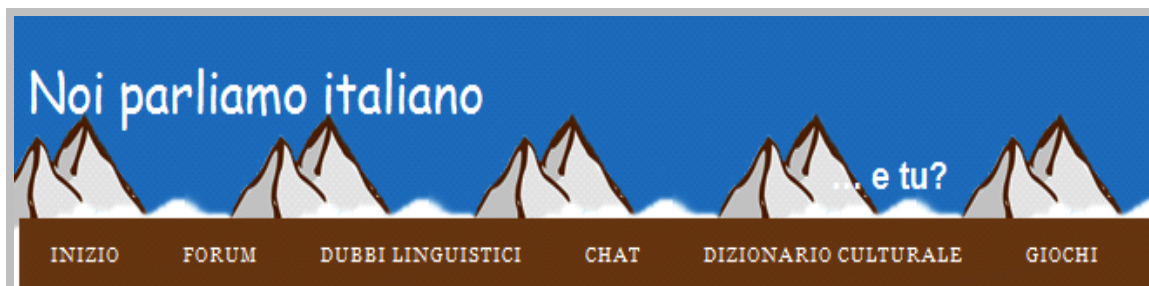 Noi parliamo italiano
... e tu?
INIZIO FORUM DUBBI LINGUISTICI CHAT DIZIONARIO CULTURALE GIOCHI